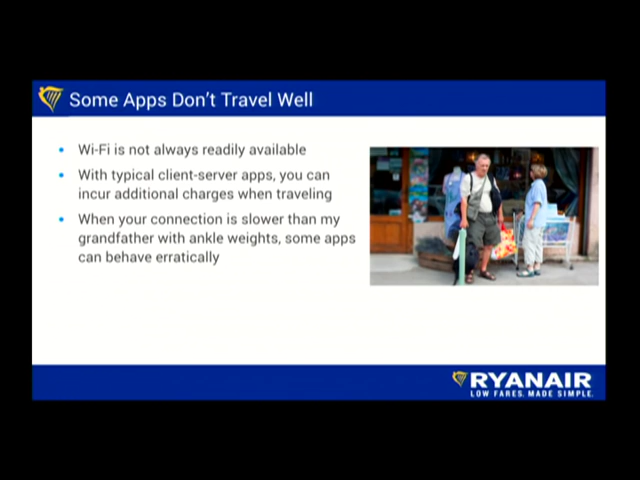 Some Apps Don't Travel Well
• Wi-Fi is not always readily available
• With typical client-server apps, you can
incur additional charges when traveling
• When your connection is slower than my
grandfather with ankle weights, some apps
can behave erratically
RYANAIR
LOW FARES. MADE SIMPLE.